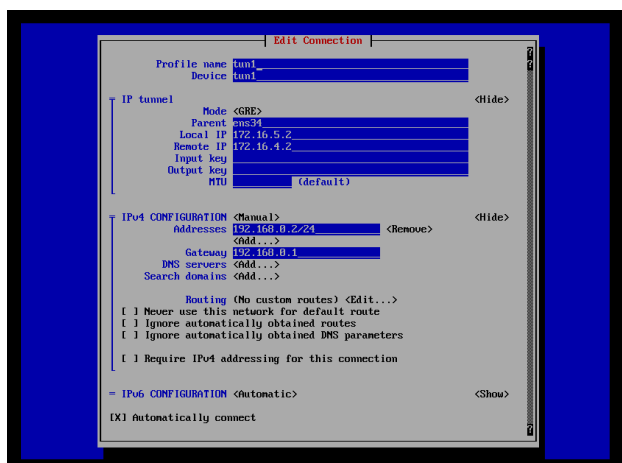 Edit Connection
Profile name tun1
Device tun1
IP tunnel <Hide>
Mode <GRE>
Parent ens34
Local IP 172.16.5.2
Remote IP 172.16.4.2
Input key
Output key
MTU (default)
IPv4 CONFIGURATION <Manual> <Hide>
Addresses 192.168.0.2/24 <Remove>
<Add...>
Gateway 192.168.0.1
DNS servers <Add...>
Search domains <Add...>
Routing (No custom routes) <Edit...>
[ ] Never use this network for default route
[ ] Ignore automatically obtained routes
[ ] Ignore automatically obtained DNS parameters
[ ] Require IPv4 addressing for this connection
= IPv6 CONFIGURATION <Automatic> <Show>
[X] Automatically connect